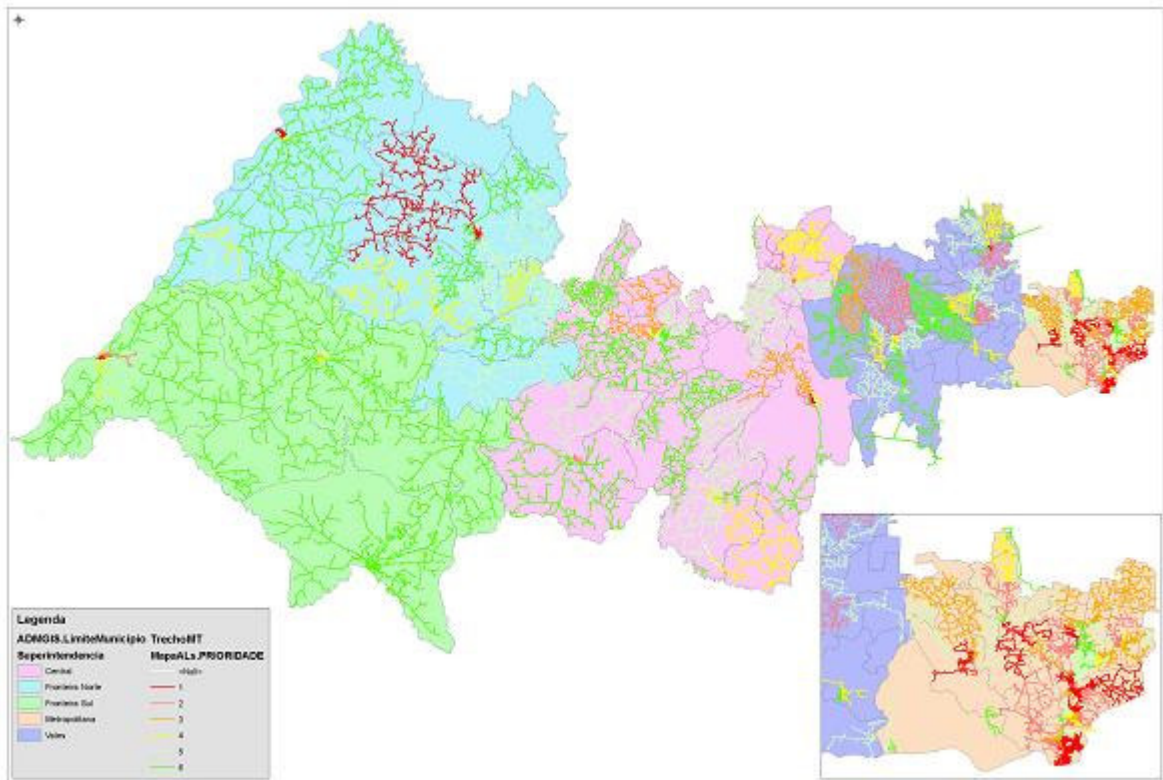 Legenda
ADMGIS.LimiteMunicipio TrechoMT
Superintendencia MapaALs.PRIORIDADE
Central <Null>
Fronteira Norte 1
Fronteira Sul 2
Metropolitana 3
Vales 4
5
6